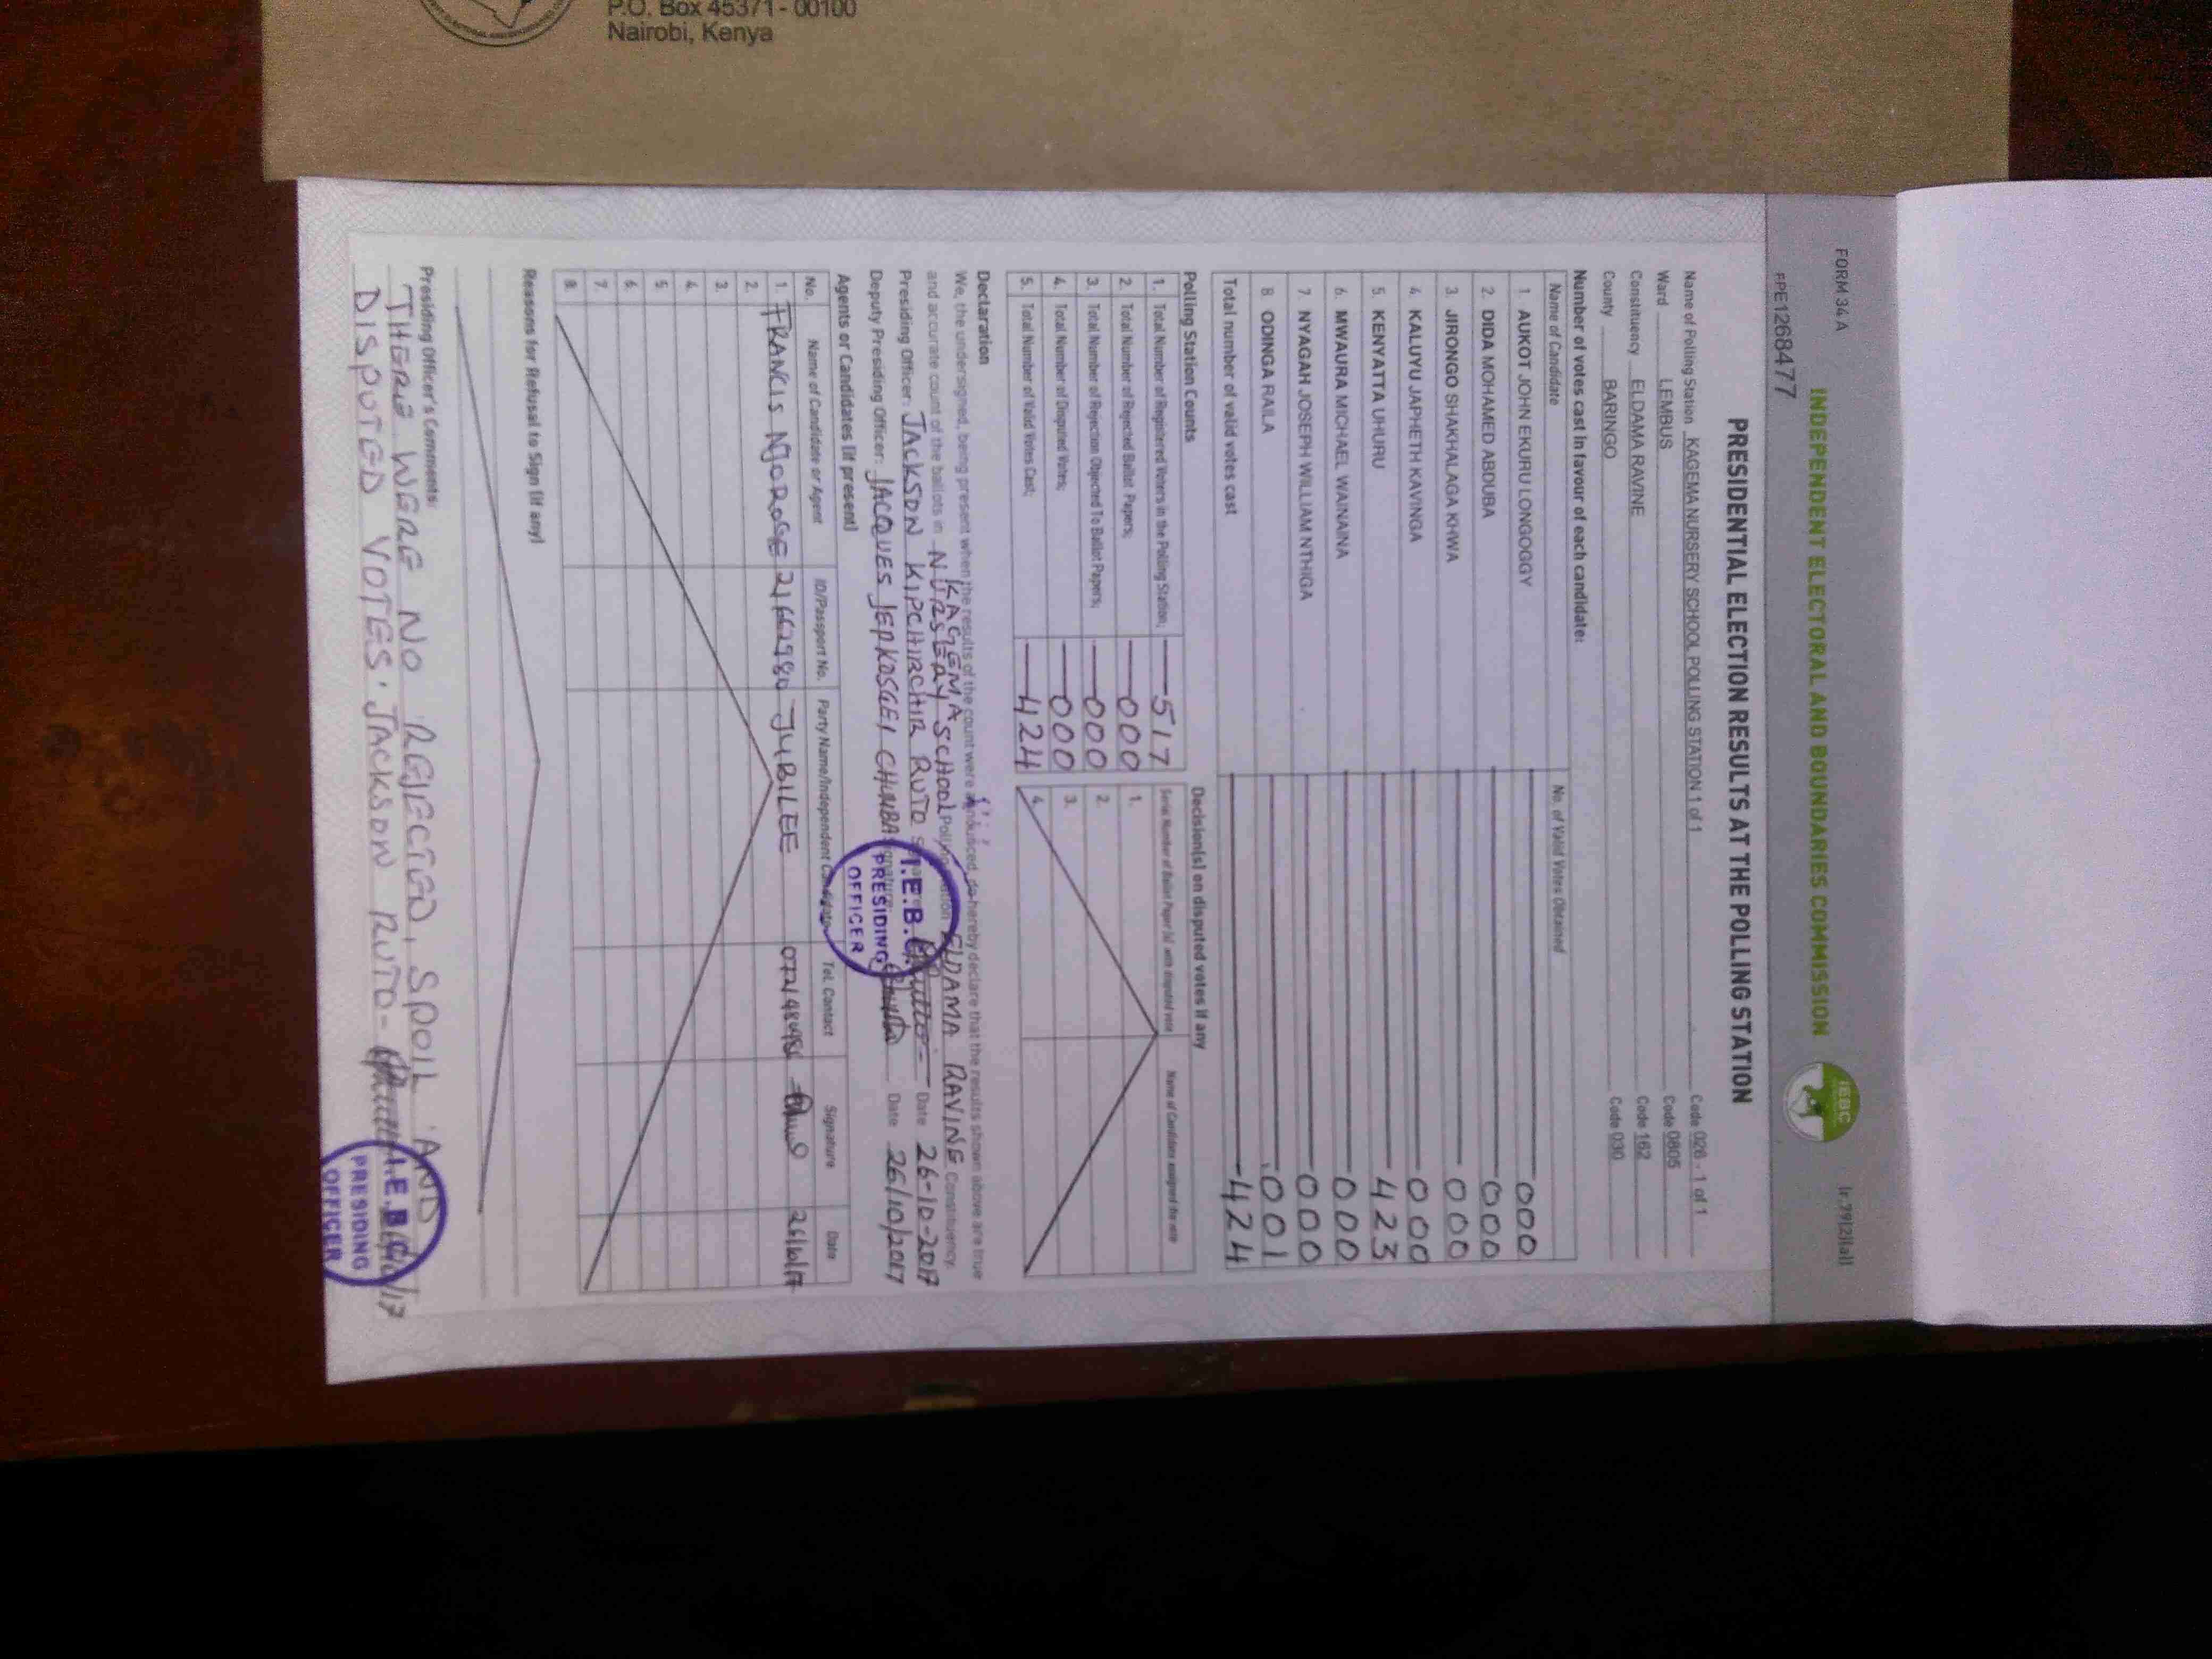 P.O. Box 45371 - 00100
Nairobi, Kenya
FORM 34A
INDEPENDENT ELECTORAL AND BOUNDARIES COMMISSION
IEBC
PPE1268477
PRESIDENTIAL ELECTION RESULTS AT THE POLLING STATION
Name of Polling Station KAGEMA NURSERY SCHOOL POLLING STATION 1 of 1 Code 026 - 1 of 1
Ward LEMBUS Code 0805
Constituency ELDAMA RAVINE Code 162
County BARINGO Code 030
Number of votes cast in favour of each candidate:
Name of Candidate No. of Valid Votes Obtained
1. AUKOT JOHN EKURU LONGOGGY 000
2. DIDA MOHAMED ABDUBA 000
3. JIRONGO SHAKHALAGA KHWA 000
4. KALUYU JAPHETH KAVINGA 000
5. KENYATTA UHURU 423
6. MWAURA MICHAEL WAINAINA 000
7. NYAGAH JOSEPH WILLIAM NTHIGA 000
8 ODINGA RAILA 001
Total number of valid votes cast 424
Polling Station Counts
1. Total Number of Registered Voters in the Polling Station; 517
2. Total Number of Rejected Ballot Papers; 000
3. Total Number of Rejection Objected To Ballot Papers; 000
4. Total Number of Disputed Votes; 000
5. Total Number of Valid Votes Cast; 424
Decision(s) on disputed votes if any
Serial Number of Ballot Paper (s) with disputed vote Name of Candidate assigned the vote
1.
2.
3.
4.
Declaration
We, the undersigned, being present when the results of the count were announced, do hereby declare that the results shown above are true
and accurate count of the ballots in KAGEMA NURSERY SCHOOL Polling Station ELDAMA RAVINE Constituency.
Presiding Officer: JACKSON KIPCHIRCHIR RUTO Signature Date 26-10-2017
Deputy Presiding Officer: JACQUES JEPKOSGEI CHUMBA Signature Date 26/10/2017
I.E.B.C.
PRESIDING
OFFICER
Agents or Candidates (if present)
No. Name of Candidate or Agent ID/Passport No. Party Name/Independent Candidate Tel. Contact Signature Date
1. FRANCIS NJOROGE JUBILEE 26/10/17
2.
3.
4.
5
6.
7.
8.
Reasons for Refusal to Sign (if any)
Presiding Officer's Comments:
THERE WERE NO REJECTED, SPOIL AND
DISPUTED VOTES. JACKSON RUTO-
I.E.B.C.
PRESIDING
OFFICER